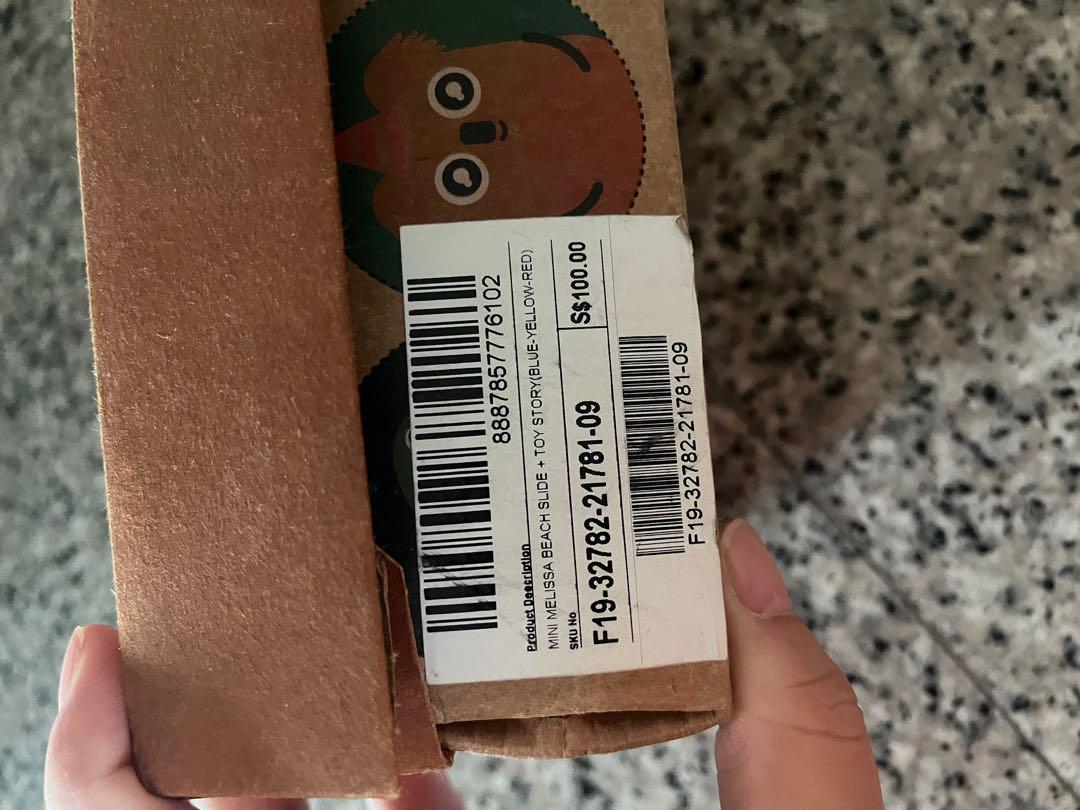 8887857776102
Product Description
MINI MELISSA BEACH SLIDE + TOY STORY(BLUE-YELLOW-RED)
SKU No
S$100.00
F19-32782-21781-09
F19-32782-21781-09